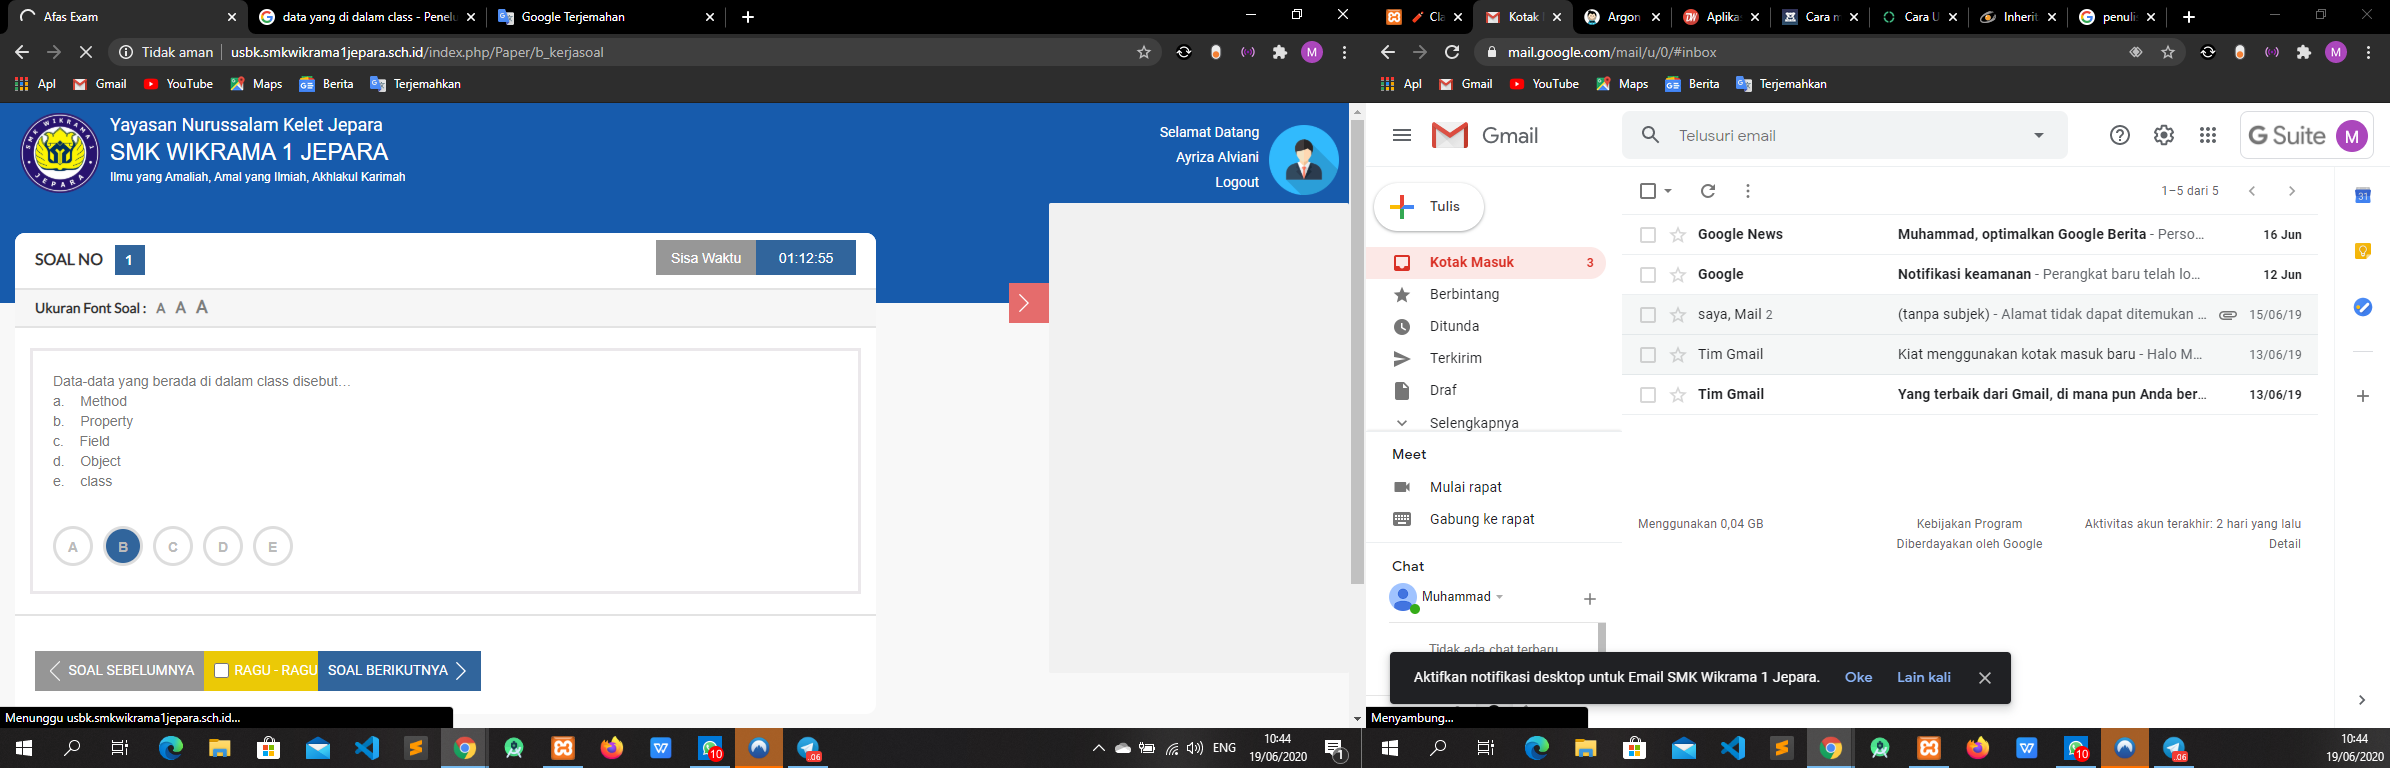 Afas Exam
data yang di dalam class - Penelu
Google Terjemahan
Tidak aman
usbk.smkwikrama1jepara.sch.id/index.php/Paper/b_kerjasoal
M
Apl
Gmail
YouTube
Maps
Berita
Terjemahkan
Yayasan Nurussalam Kelet Jepara
SMK WIKRAMA 1 JEPARA
Ilmu yang Amaliah, Amal yang Ilmiah, Akhlakul Karimah
Selamat Datang
Ayriza Alviani
Logout
SOAL NO 1
Sisa Waktu 01:12:55
Ukuran Font Soal : A A A
Data-data yang berada di dalam class disebut…
a. Method
b. Property
c. Field
d. Object
e. class
A B C D E
SOAL SEBELUMNYA
RAGU - RAGU
SOAL BERIKUTNYA
Menunggu usbk.smkwikrama1jepara.sch.id...
10
.06
ENG
10:44
19/06/2020
1
Cla
Kotak
Argon
Aplika
Cara m
Cara U
Inherit
penuli
mail.google.com/mail/u/0/#inbox
M
Apl
Gmail
YouTube
Maps
Berita
Terjemahkan
Gmail
Telusuri email
G Suite
M
Tulis
1–5 dari 5
Kotak Masuk 3
Berbintang
Ditunda
Terkirim
Draf
Selengkapnya
Google News Muhammad, optimalkan Google Berita - Perso... 16 Jun
Google Notifikasi keamanan - Perangkat baru telah lo... 12 Jun
saya, Mail 2 (tanpa subjek) - Alamat tidak dapat ditemukan ... 15/06/19
Tim Gmail Kiat menggunakan kotak masuk baru - Halo M... 13/06/19
Tim Gmail Yang terbaik dari Gmail, di mana pun Anda ber... 13/06/19
31
Meet
Mulai rapat
Gabung ke rapat
Menggunakan 0,04 GB
Kebijakan Program
Diberdayakan oleh Google
Aktivitas akun terakhir: 2 hari yang lalu
Detail
Chat
Muhammad
Tidak ada chat terbaru
Aktifkan notifikasi desktop untuk Email SMK Wikrama 1 Jepara. Oke Lain kali
Menyambung...
10
.06
10:44
19/06/2020